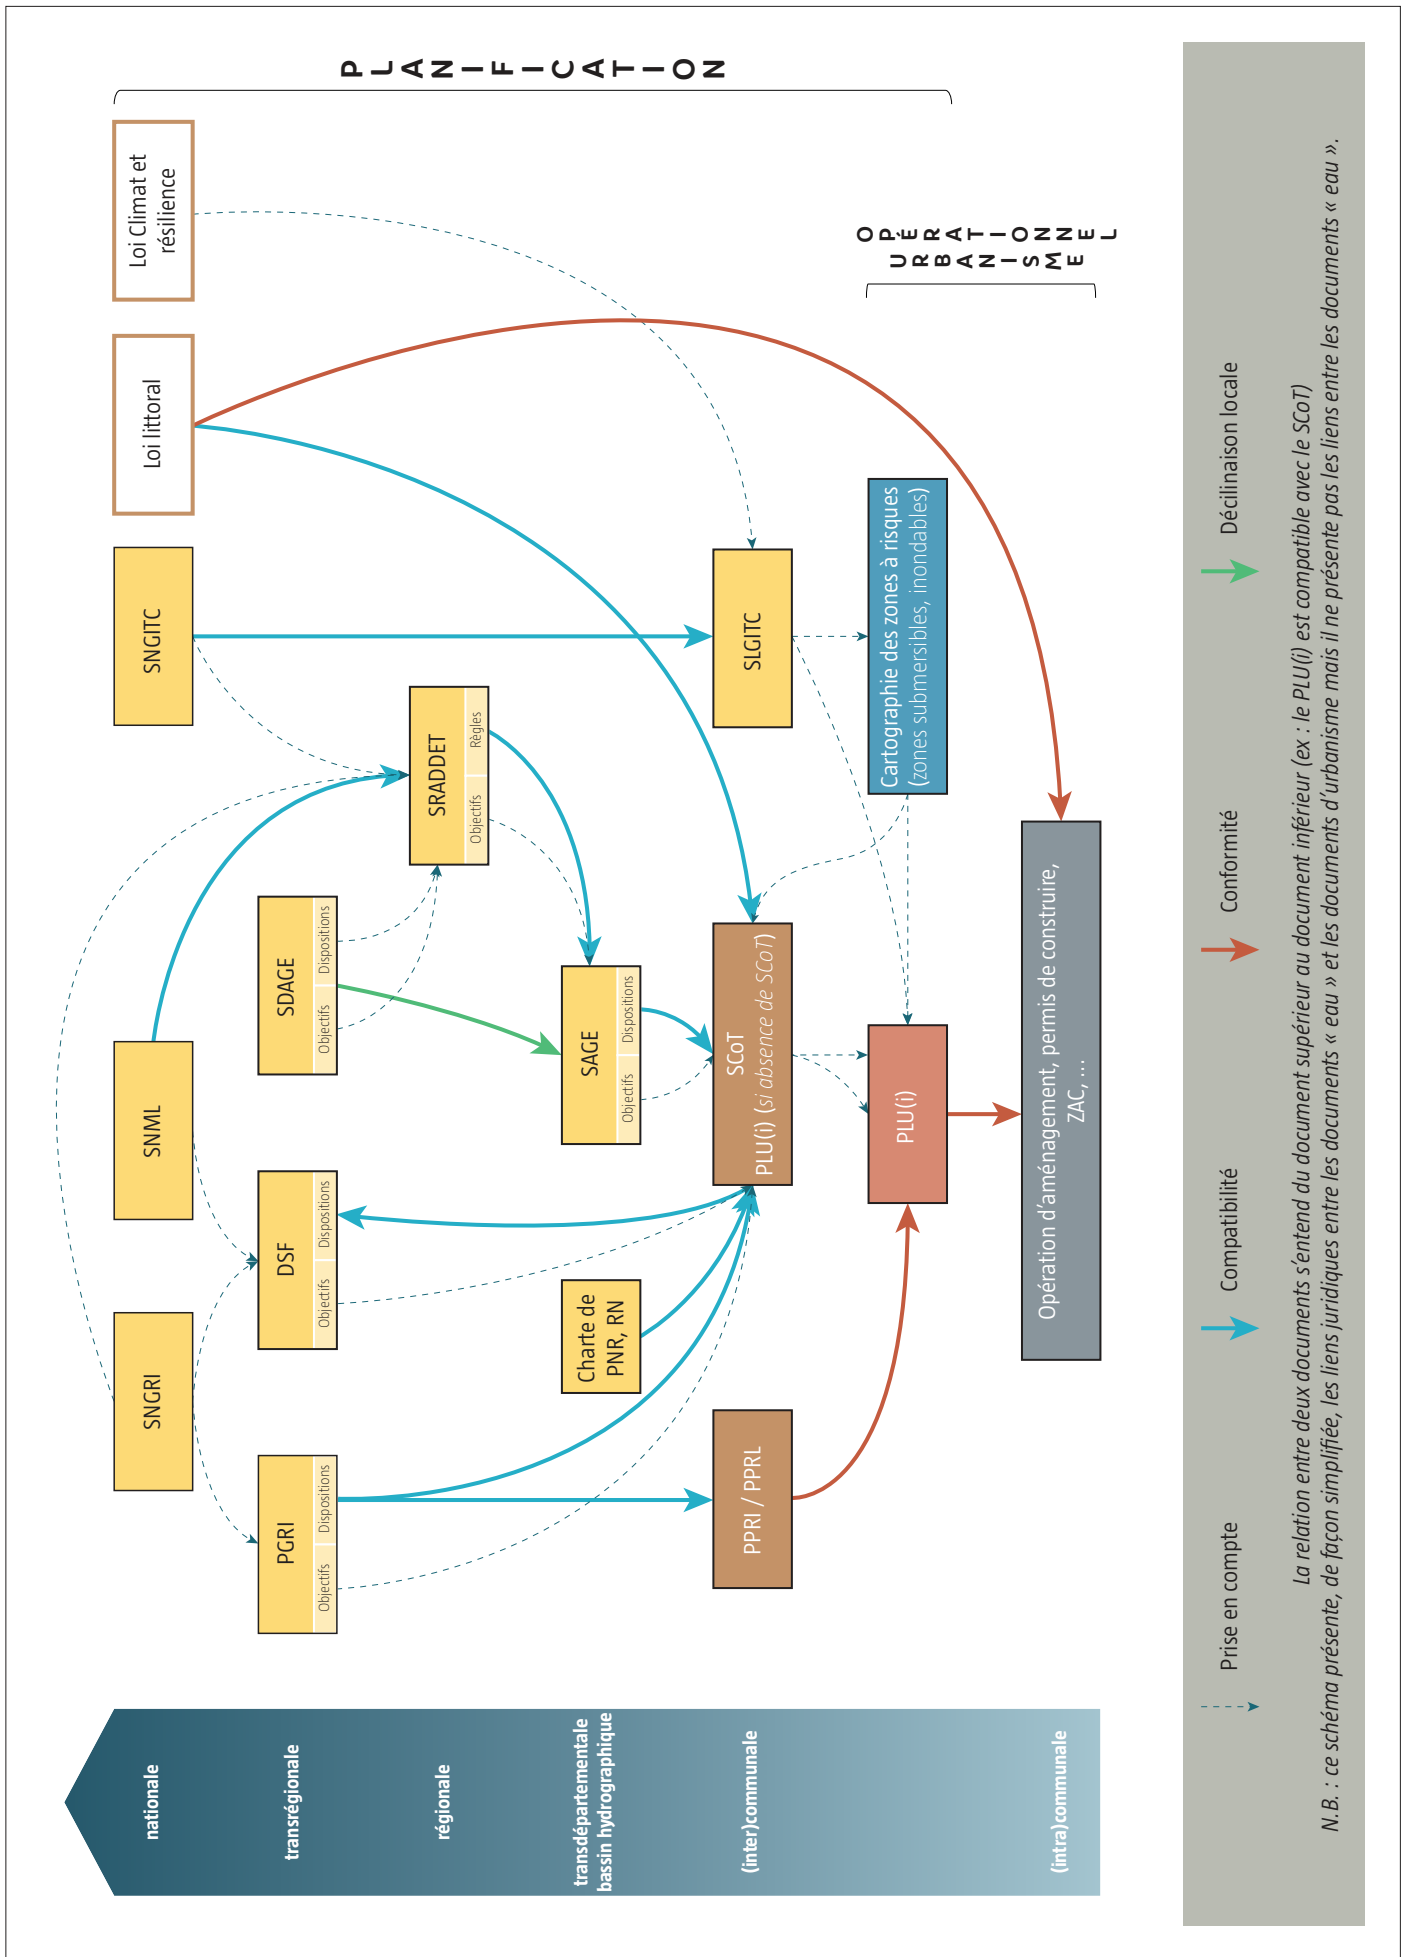 PLANIFICATION
URBANISME
OPÉRATIONNEL
nationale
transrégionale
régionale
transdépartementale
bassin hydrographique
(inter)communale
(intra)communale
SNGRI
SNML
SNGITC
Loi littoral
Loi Climat et
résilience
PGRI
Objectifs
Dispositions
DSF
Objectifs
Dispositions
SDAGE
Objectifs
Dispositions
SRADDET
Objectifs
Règles
Charte de
PNR, RN
SAGE
Objectifs
Dispositions
PPRI / PPRL
SCoT
PLU(i) (si absence de SCoT)
SLGITC
PLU(i)
Cartographie des zones à risques
(zones submersibles, inondables)
Opération d’aménagement, permis de construire,
ZAC, ...
Prise en compte
Compatibilité
Conformité
Déclilinaison locale
La relation entre deux documents s’entend du document supérieur au document inférieur (ex : le PLU(i) est compatible avec le SCoT)
N.B. : ce schéma présente, de façon simplifiée, les liens juridiques entre les documents « eau » et les documents d’urbanisme mais il ne présente pas les liens entre les documents « eau ».